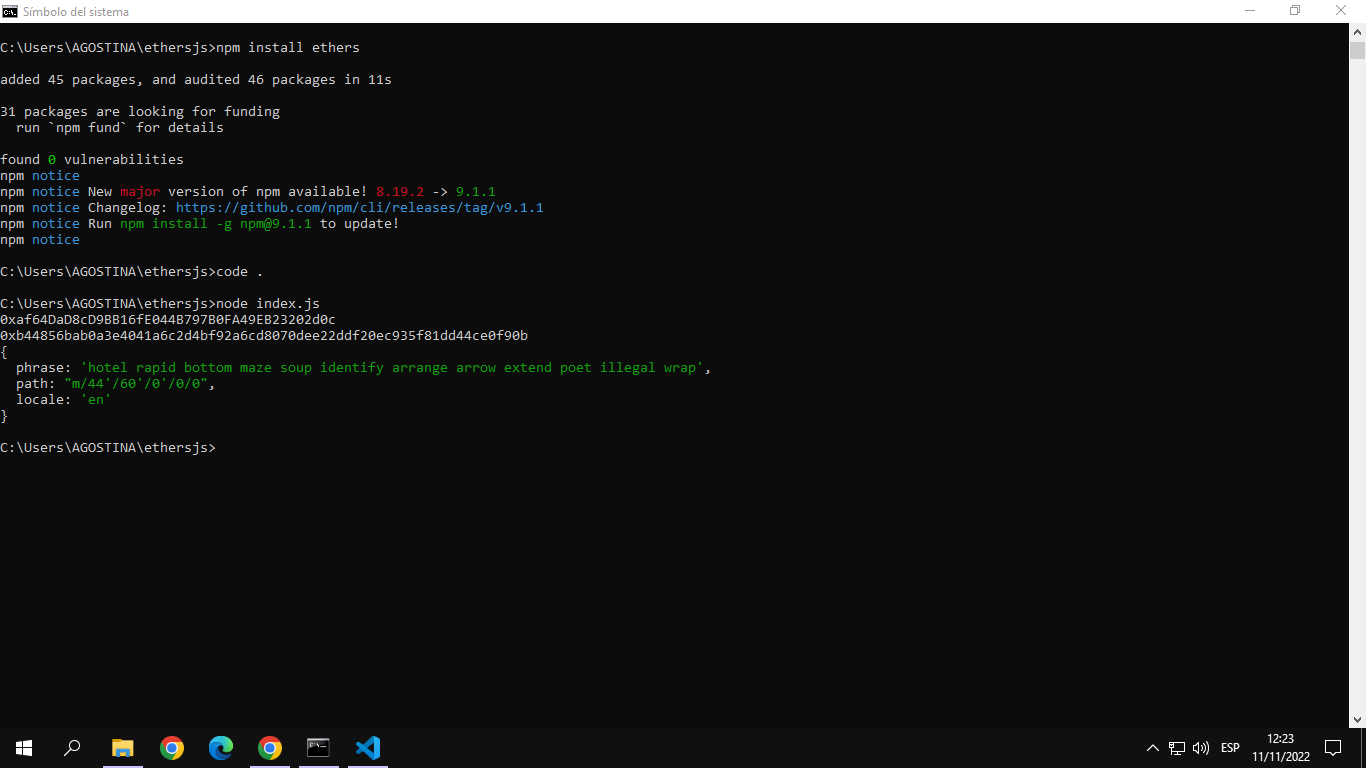 Símbolo del sistema
C:\Users\AGOSTINA\ethersjs>npm install ethers
added 45 packages, and audited 46 packages in 11s
31 packages are looking for funding
  run `npm fund` for details
found 0 vulnerabilities
npm notice
npm notice New major version of npm available! 8.19.2 -> 9.1.1
npm notice Changelog: https://github.com/npm/cli/releases/tag/v9.1.1
npm notice Run npm install -g npm@9.1.1 to update!
npm notice
C:\Users\AGOSTINA\ethersjs>code .
C:\Users\AGOSTINA\ethersjs>node index.js
0xaf64DaD8cD9BB16fE044B797B0FA49EB23202d0c
0xb44856bab0a3e4041a6c2d4bf92a6cd8070dee22ddf20ec935f81dd44ce0f90b
{
  phrase: 'hotel rapid bottom maze soup identify arrange arrow extend poet illegal wrap',
  path: "m/44'/60'/0'/0/0",
  locale: 'en'
}
C:\Users\AGOSTINA\ethersjs>
ESP
12:23
11/11/2022